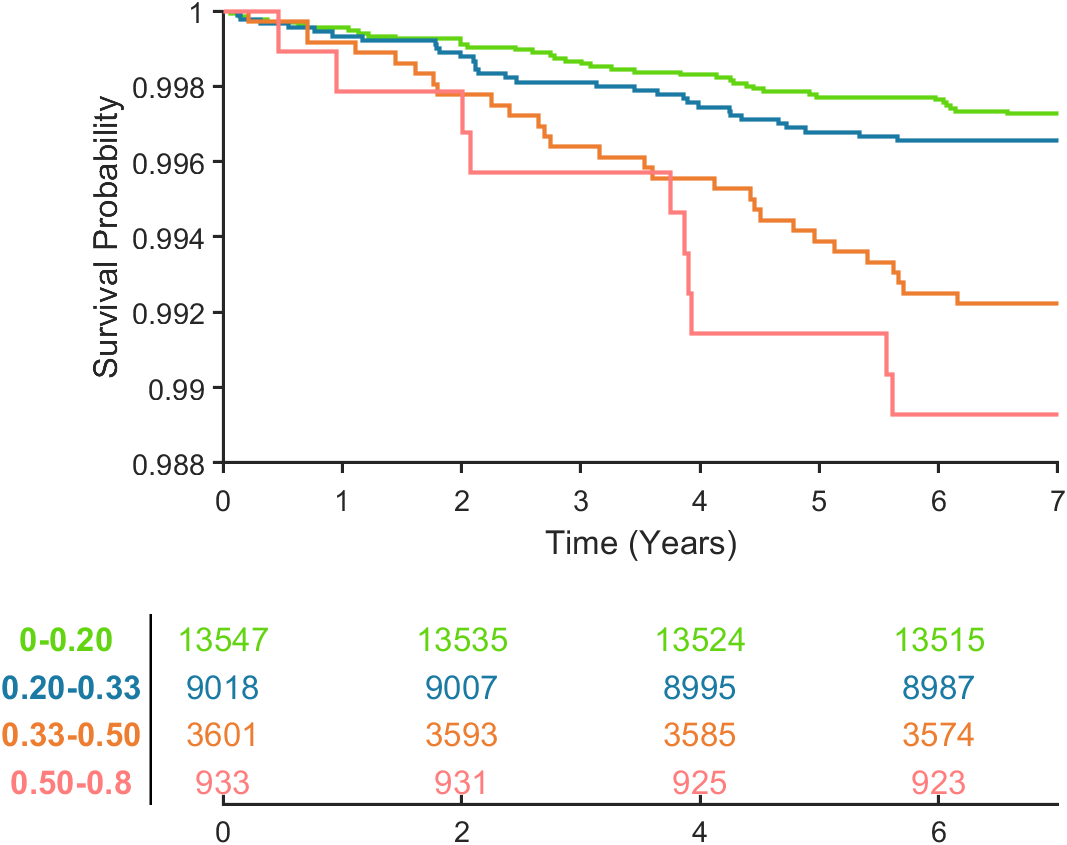 1
0.998
0.996
0.994
0.992
0.99
0.988
Survival Probability
0 1 2 3 4 5 6 7
Time (Years)
0-0.20 13547 13535 13524 13515
0.20-0.33 9018 9007 8995 8987
0.33-0.50 3601 3593 3585 3574
0.50-0.8 933 931 925 923
0 2 4 6